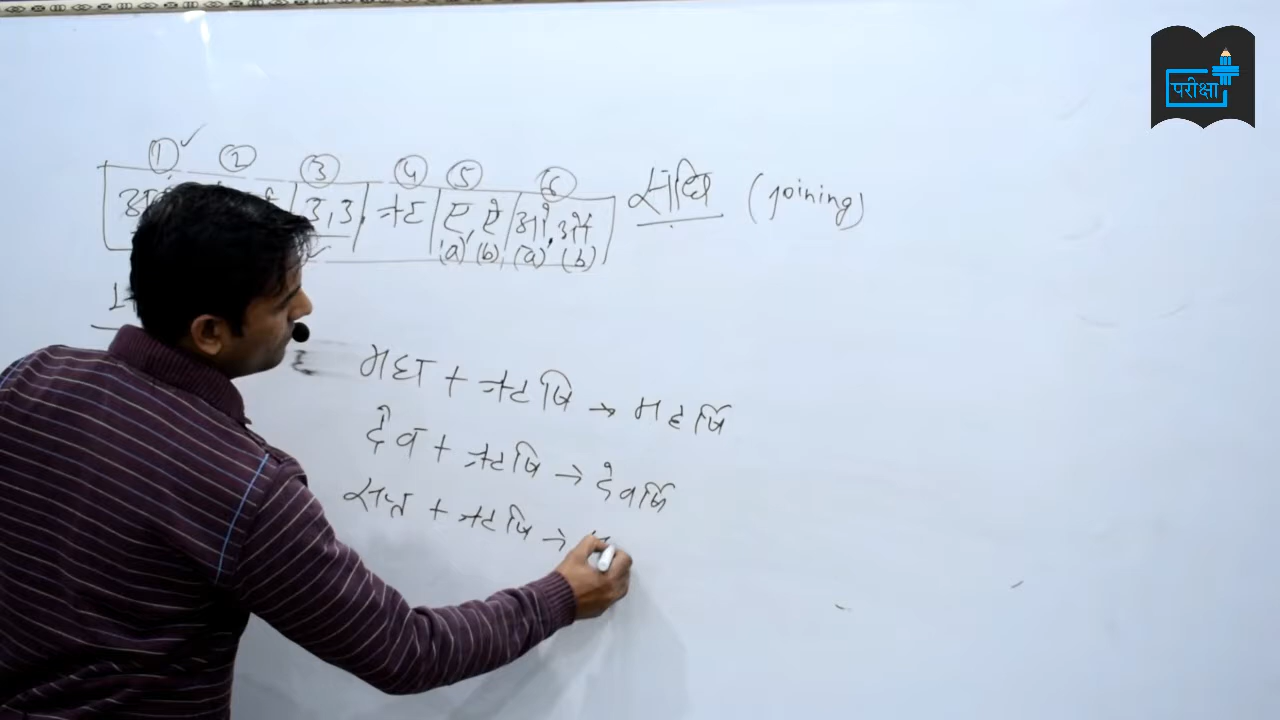 परीक्षा
① ② ③ ④ ⑤ ⑥
उ, उ, ऋ ए, ऐ ओ, औ संधि (Joining)
(a) (b) (a) (b)
महा + ऋषि → महर्षि
देव + ऋषि → देवर्षि
सप्त + ऋषि →